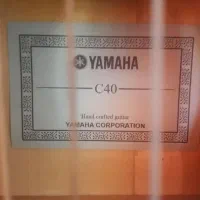 YAMAHA
C40
Hand crafted guitar
YAMAHA CORPORATION